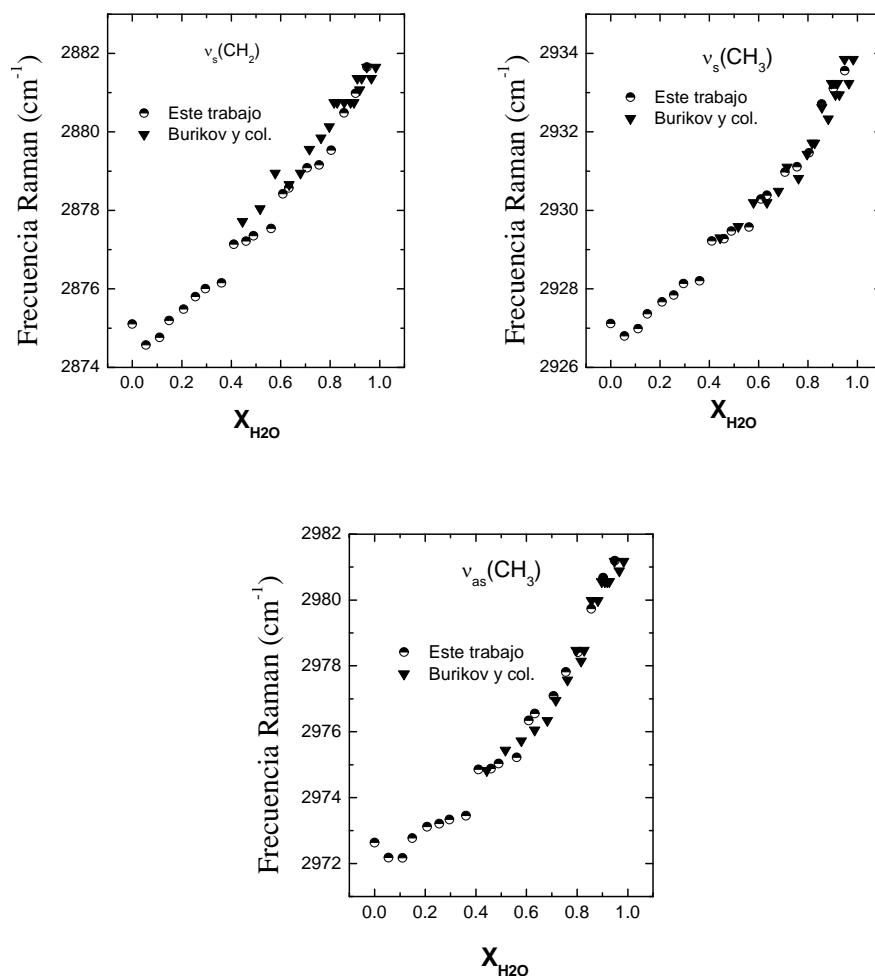 νs(CH2)
Este trabajo
Burikov y col.
Frecuencia Raman (cm-1)
2882
2880
2878
2876
2874
0.0 0.2 0.4 0.6 0.8 1.0
XH2O
νs(CH3)
Este trabajo
Burikov y col.
Frecuencia Raman (cm-1)
2934
2932
2930
2928
2926
0.0 0.2 0.4 0.6 0.8 1.0
XH2O
νas(CH3)
Este trabajo
Burikov y col.
Frecuencia Raman (cm-1)
2982
2980
2978
2976
2974
2972
0.0 0.2 0.4 0.6 0.8 1.0
XH2O